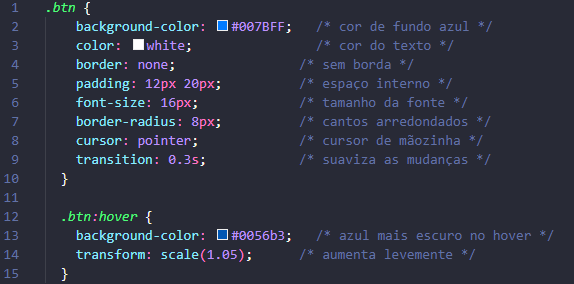 1 .btn {
2 background-color: #007BFF; /* cor de fundo azul */
3 color: white; /* cor do texto */
4 border: none; /* sem borda */
5 padding: 12px 20px; /* espaço interno */
6 font-size: 16px; /* tamanho da fonte */
7 border-radius: 8px; /* cantos arredondados */
8 cursor: pointer; /* cursor de mãozinha */
9 transition: 0.3s; /* suaviza as mudanças */
10 }
11
12 .btn:hover {
13 background-color: #0056b3; /* azul mais escuro no hover */
14 transform: scale(1.05); /* aumenta levemente */
15 }